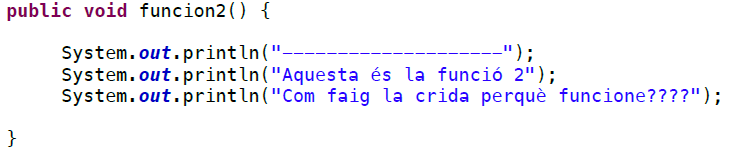 public void funcion2() {
System.out.println("––––––––––––––––––––");
System.out.println("Aquesta és la funció 2");
System.out.println("Com faig la crida perquè funcione????");
}